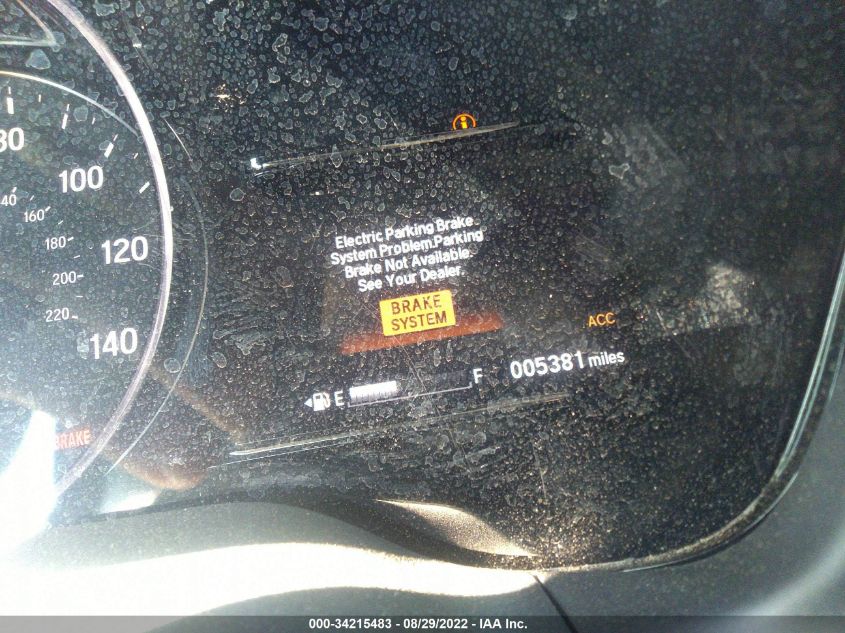 80
100
120
140
140
160
180
200
220
Electric Parking Brake
System Problem.Parking
Brake Not Available.
See Your Dealer.
BRAKE
SYSTEM
ACC
E
F
005381 miles
BRAKE
000-34215483 - 08/29/2022 - IAA Inc.